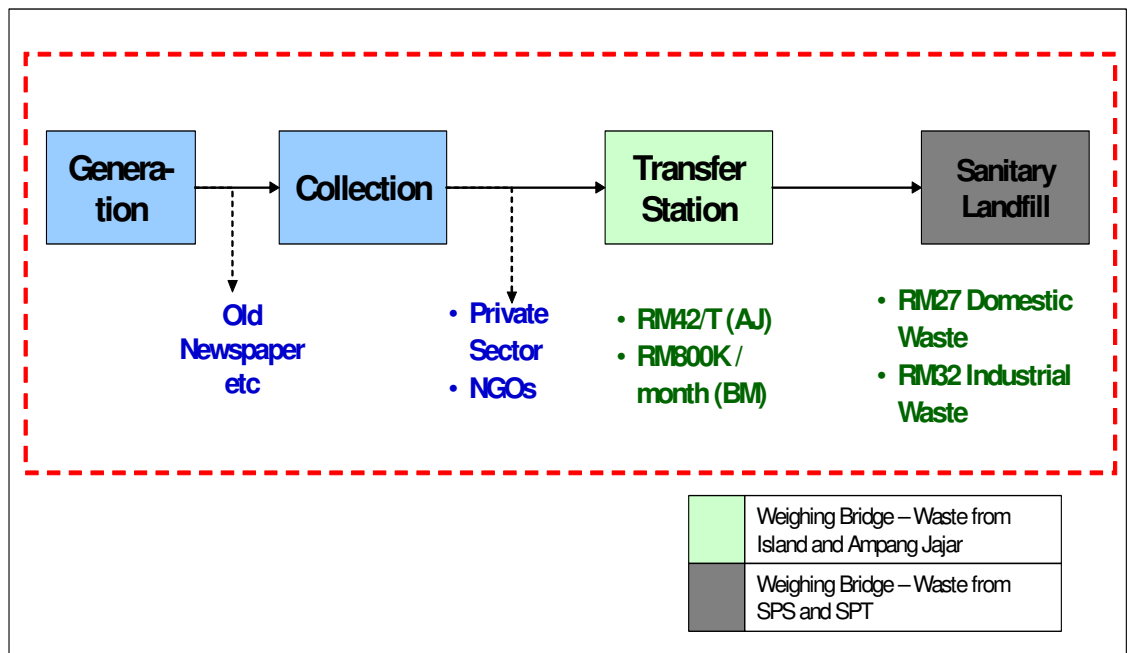 Genera-
tion
Collection
Transfer
Station
Sanitary
Landfill
Old
Newspaper
etc
• Private
Sector
• NGOs
• RM42/T (AJ)
• RM800K /
month (BM)
• RM27 Domestic
Waste
• RM32 Industrial
Waste
Weighing Bridge – Waste from
Island and Ampang Jajar
Weighing Bridge – Waste from
SPS and SPT